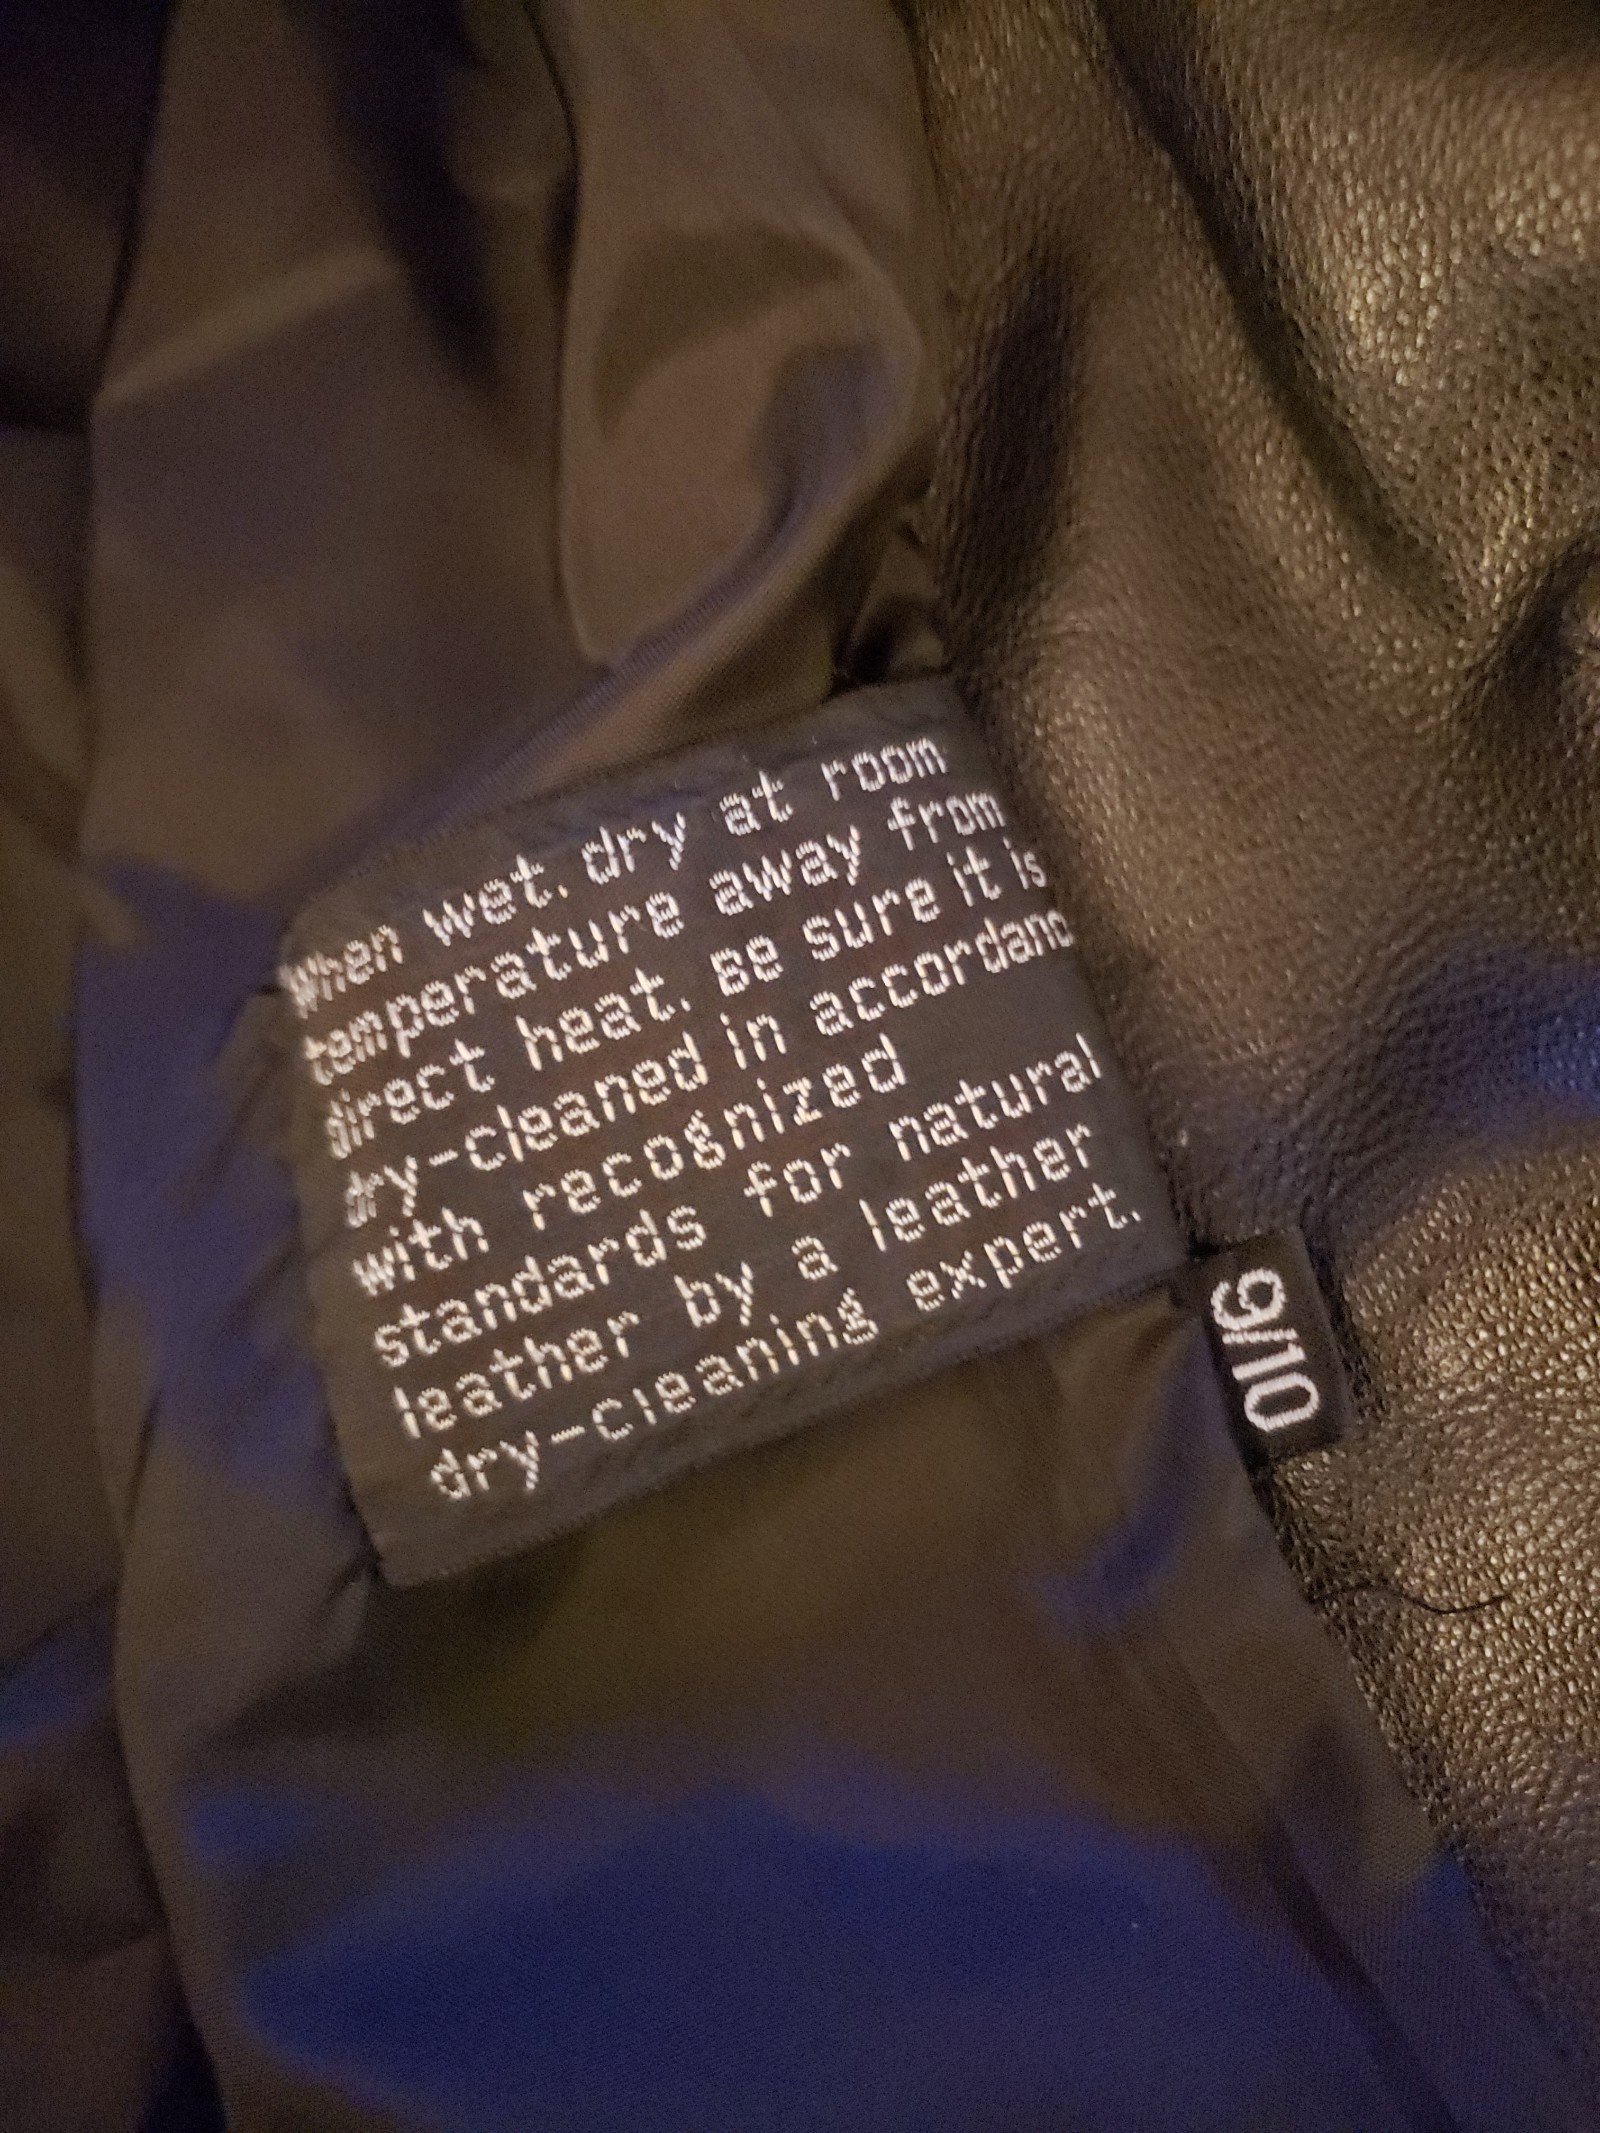 When wet, dry at room
temperature away from
direct heat. Be sure it is
dry-cleaned in accordanc
with recognized
standards for natural
leather by a leather
dry-cleaning expert.
9/10